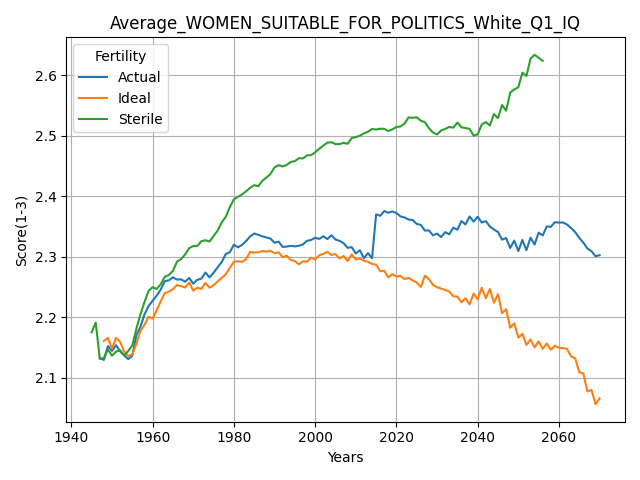 Average_WOMEN_SUITABLE_FOR_POLITICS_White_Q1_IQ
Fertility
Actual
Ideal
Sterile
Score(1-3)
2.6
2.5
2.4
2.3
2.2
2.1
1940
1960
1980
2000
2020
2040
2060
Years